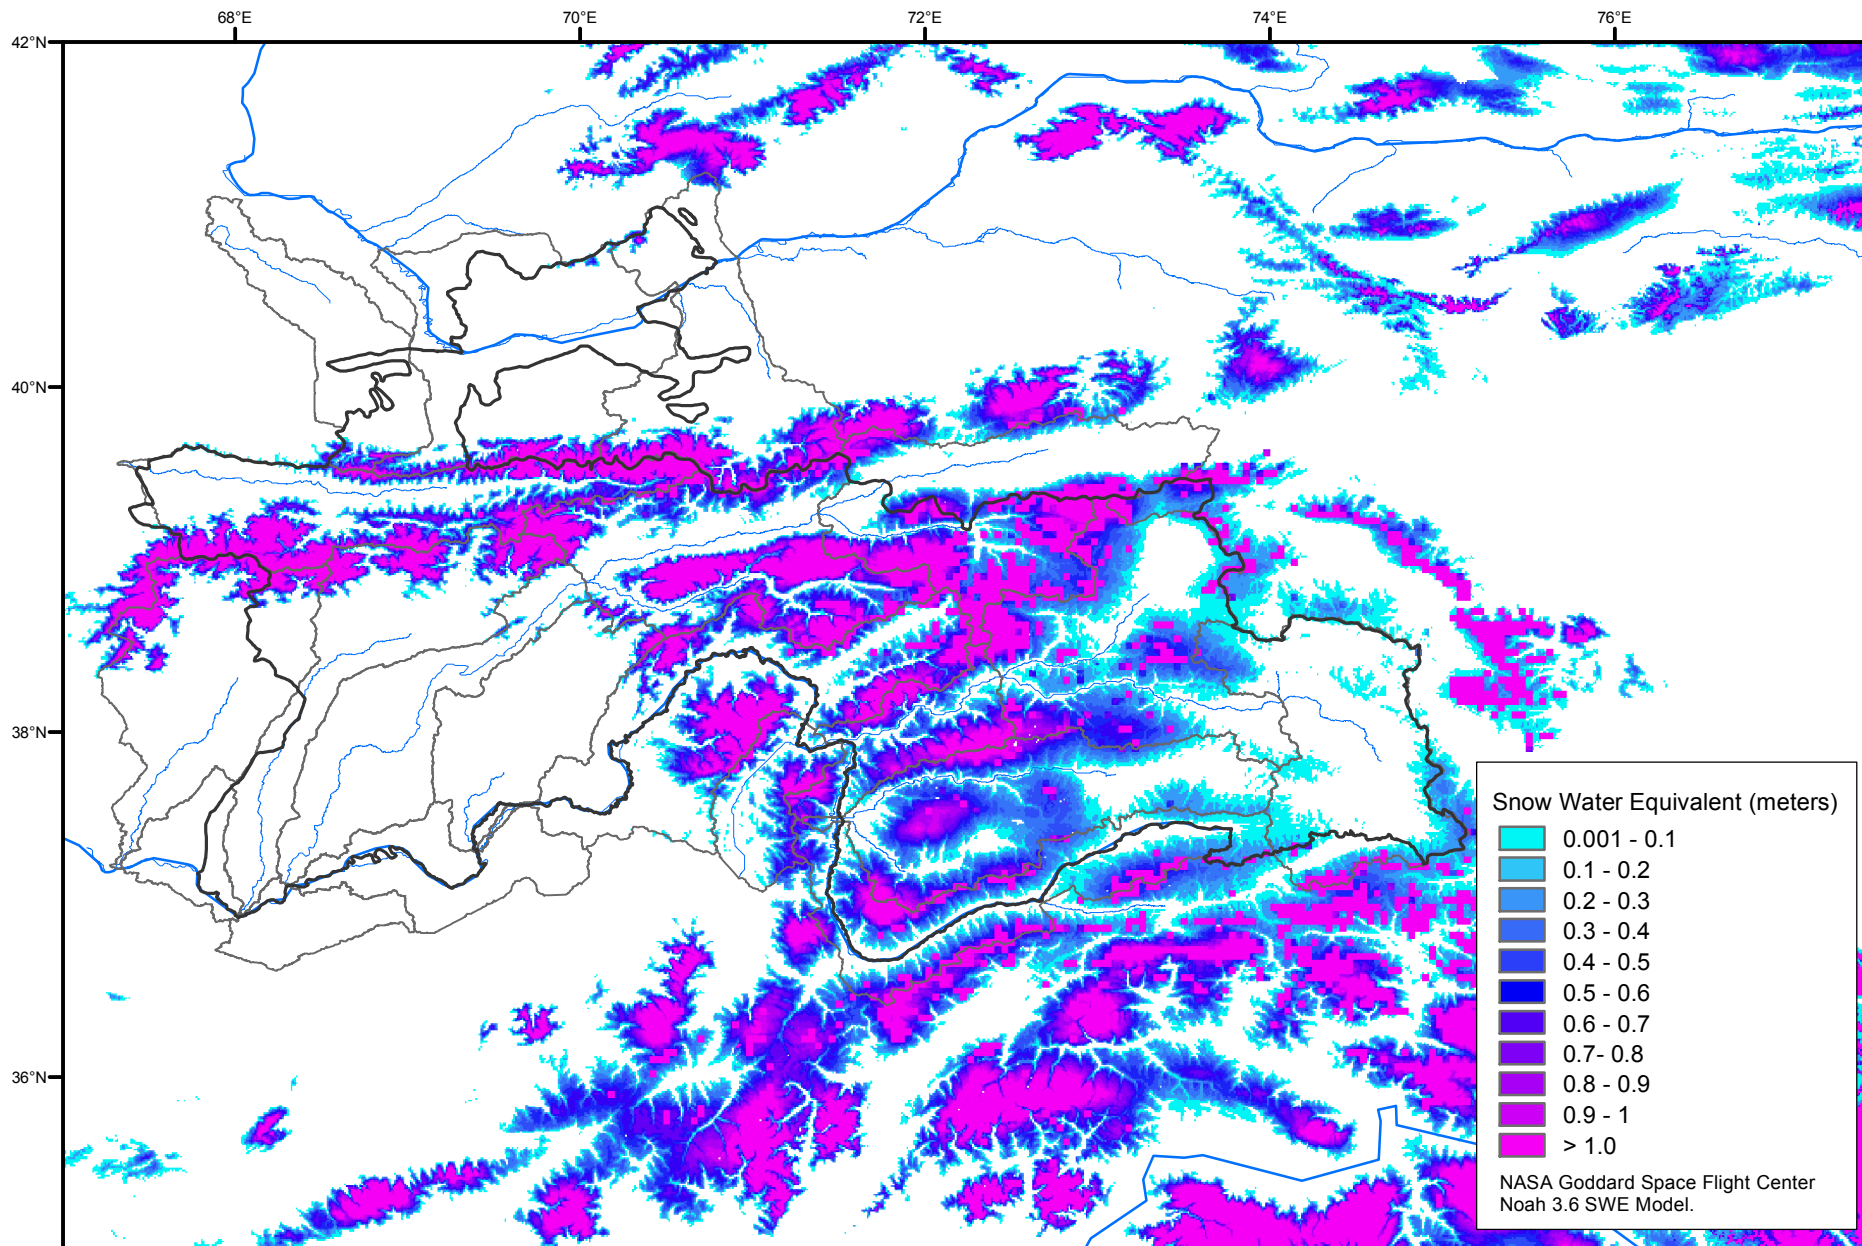 68°E
70°E
72°E
74°E
76°E
42°N
40°N
38°N
36°N
Snow Water Equivalent (meters)
0.001 - 0.1
0.1 - 0.2
0.2 - 0.3
0.3 - 0.4
0.4 - 0.5
0.5 - 0.6
0.6 - 0.7
0.7- 0.8
0.8 - 0.9
0.9 - 1
> 1.0
NASA Goddard Space Flight Center
Noah 3.6 SWE Model.